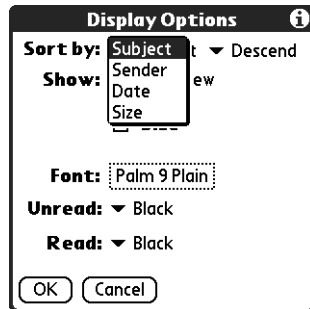 Display Options
Sort by: Subject t Descend
Sender
Show: ew
Date
Size
Font: Palm 9 Plain
Unread: Black
Read: Black
OK Cancel